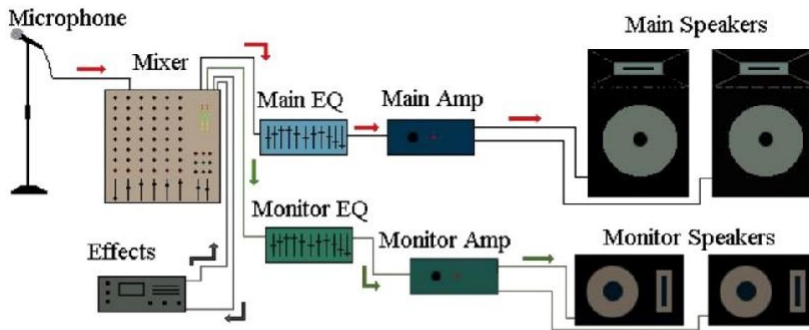 Microphone
Mixer
Main Speakers
Main EQ
Main Amp
Monitor EQ
Monitor Amp
Monitor Speakers
Effects